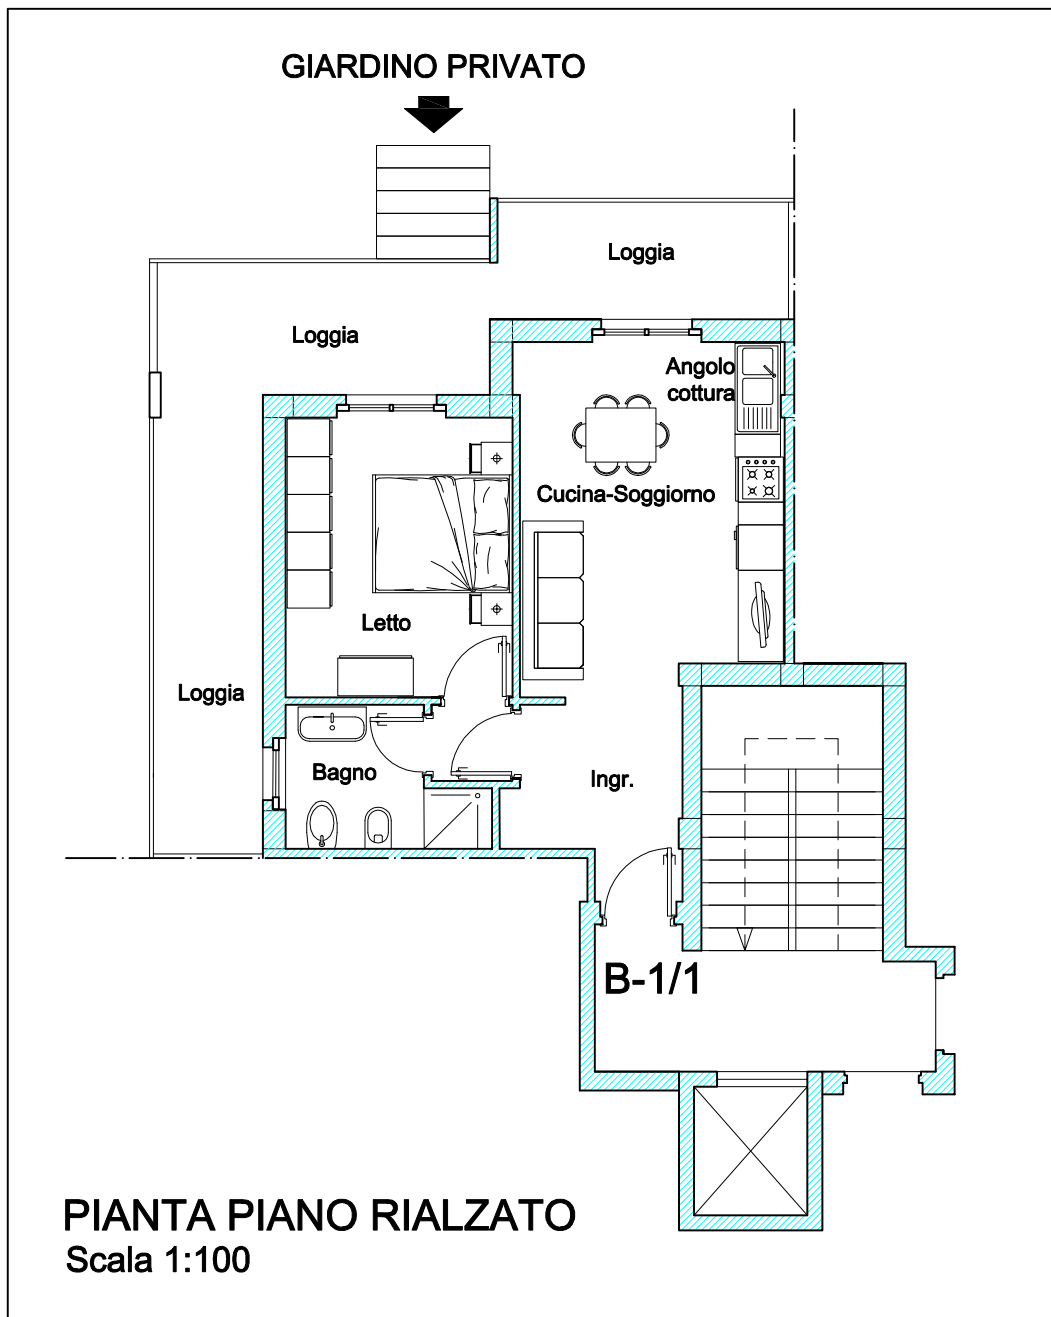 GIARDINO PRIVATO
Loggia
Loggia
Angolo
cottura
Cucina-Soggiorno
Letto
Loggia
Bagno
Ingr.
B-1/1
PIANTA PIANO RIALZATO
Scala 1:100